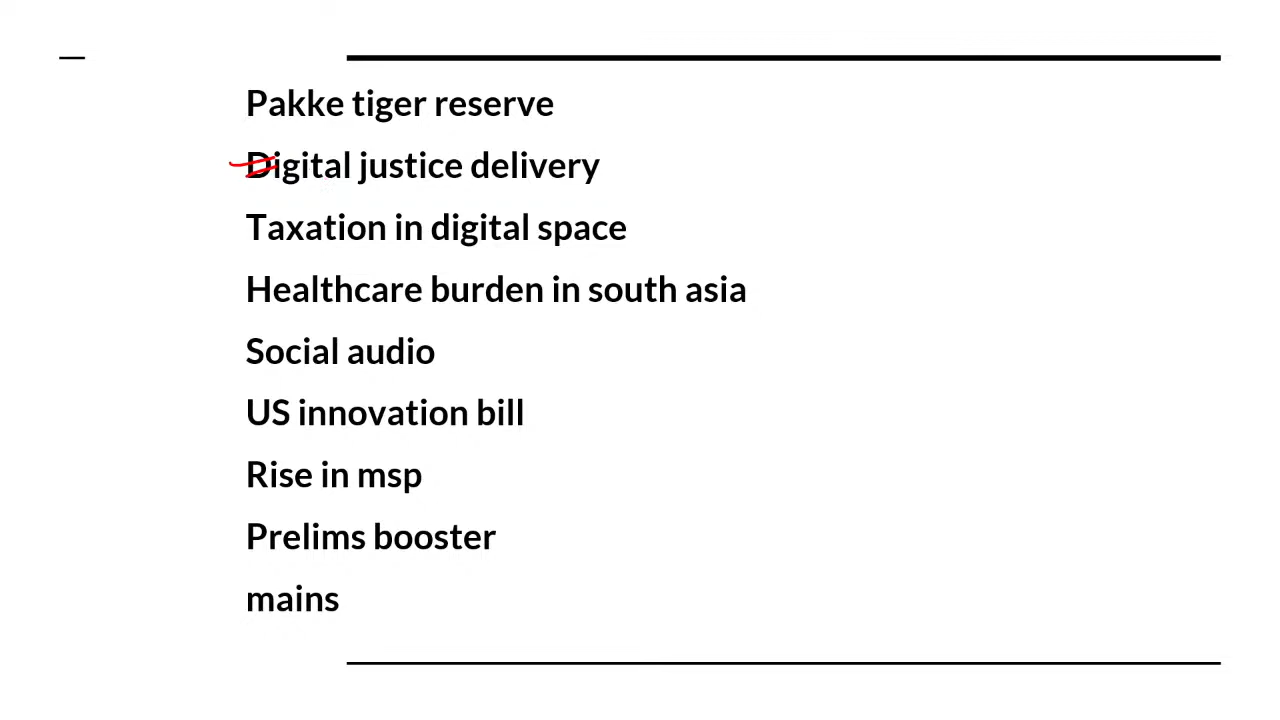 Pakke tiger reserve
Digital justice delivery
Taxation in digital space
Healthcare burden in south asia
Social audio
US innovation bill
Rise in msp
Prelims booster
mains